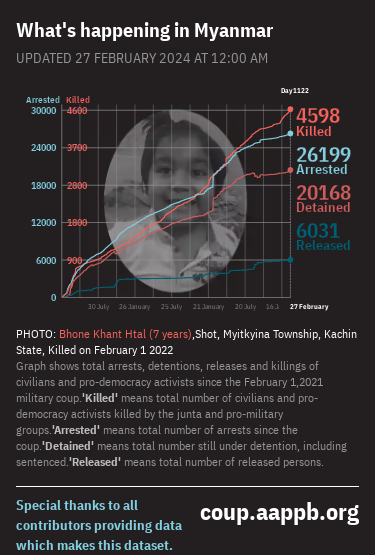 What's happening in Myanmar
UPDATED 27 FEBRUARY 2024 AT 12:00 AM
Day1122
Arrested Killed
30000 4600
24000 3700
18000 2800
12000 1800
6000 900
0
4598
Killed
26199
Arrested
20168
Detained
6031
Released
30 July 26 January 25 July 21 January 20 July 16 J 27 February
PHOTO: Bhone Khant Htal (7 years),Shot, Myitkyina Township, Kachin
State, Killed on February 1 2022
Graph shows total arrests, detentions, releases and killings of
civilians and pro-democracy activists since the February 1,2021
military coup.'Killed' means total number of civilians and pro-
democracy activists killed by the junta and pro-military
groups.'Arrested' means total number of arrests since the
coup.'Detained' means total number still under detention, including
sentenced.'Released' means total number of released persons.
Special thanks to all
contributors providing data
which makes this dataset.
coup.aappb.org